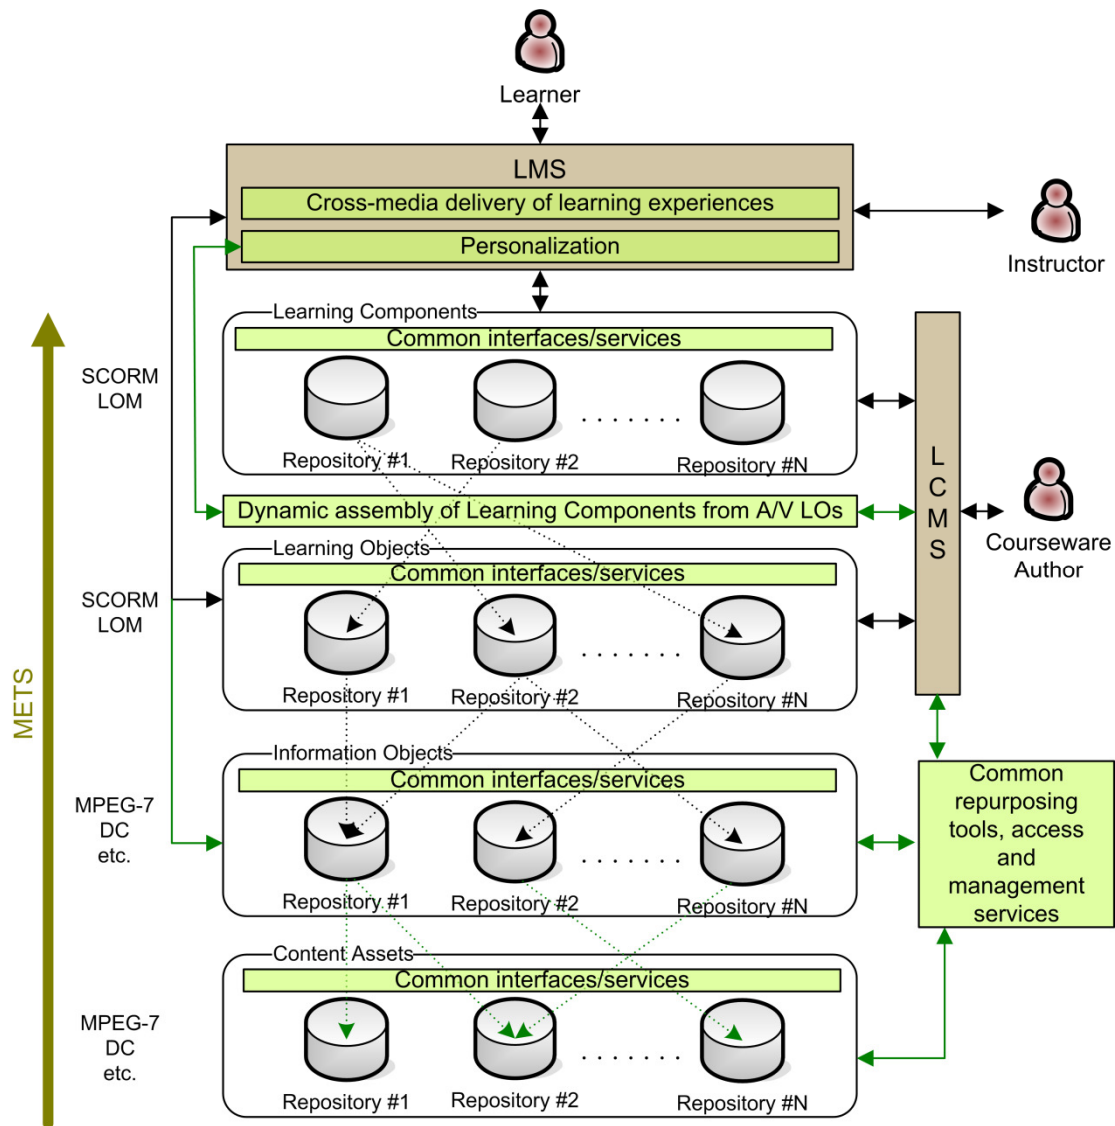 Learner
LMS
Cross-media delivery of learning experiences
Personalization
Instructor
Learning Components
Common interfaces/services
SCORM
LOM
Repository #1
Repository #2
. . . . . . .
Repository #N
L
C
M
S
Courseware
Author
Dynamic assembly of Learning Components from A/V LOs
Learning Objects
Common interfaces/services
SCORM
LOM
Repository #1
Repository #2
. . . . . . .
Repository #N
METS
Information Objects
Common interfaces/services
MPEG-7
DC
etc.
Repository #1
Repository #2
. . . . . . .
Repository #N
Common
repurposing
tools, access
and
management
services
Content Assets
Common interfaces/services
MPEG-7
DC
etc.
Repository #1
Repository #2
. . . . . . .
Repository #N